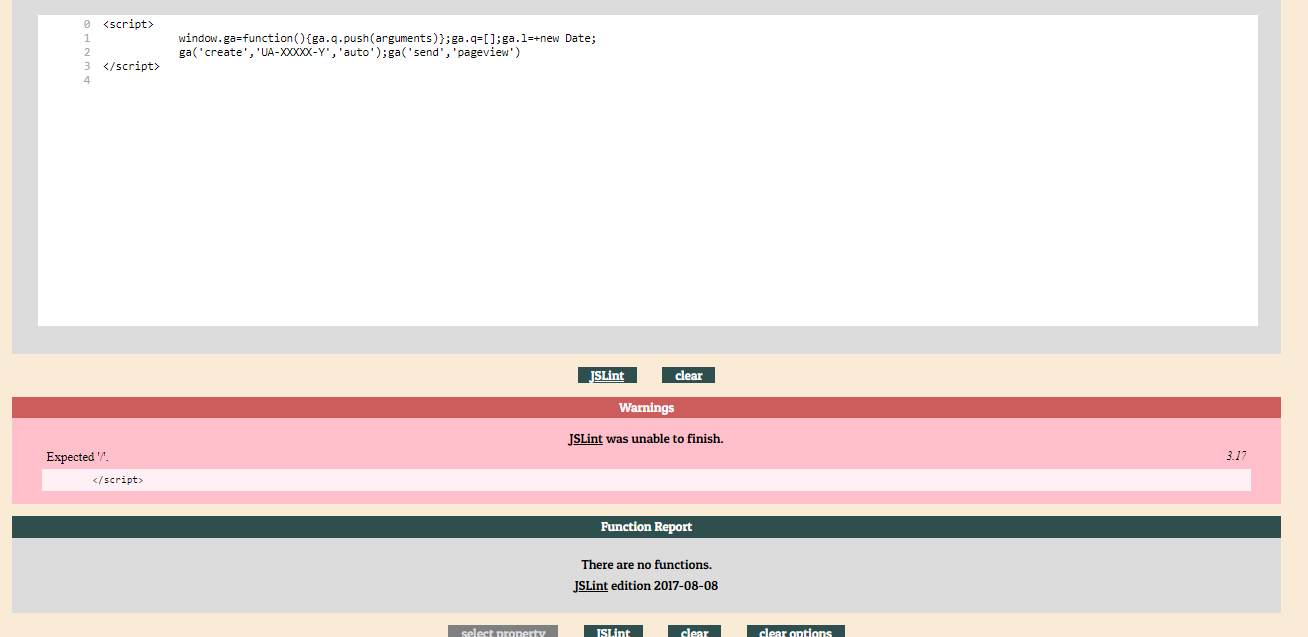 0 <script>
1 window.ga=function(){ga.q.push(arguments)};ga.q=[];ga.l=+new Date;
2 ga('create','UA-XXXXX-Y','auto');ga('send','pageview')
3 </script>
4
JSLint clear
Warnings
JSLint was unable to finish.
Expected '/'. 3.17
</script>
Function Report
There are no functions.
JSLint edition 2017-08-08
select property JSLint clear clear options